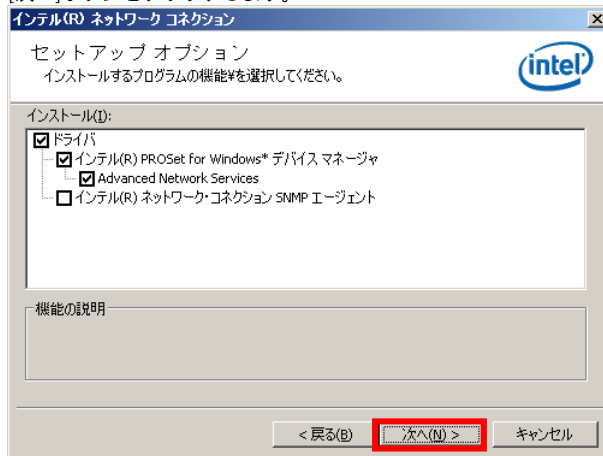 インテル(R) ネットワーク コネクション
セットアップ オプション
インストールするプログラムの機能¥を選択してください。
intel
インストール(I):
ドライバ
インテル(R) PROSet for Windows* デバイス マネージャ
Advanced Network Services
インテル(R) ネットワーク・コネクション SNMP エージェント
機能の説明
< 戻る(B)
次へ(N) >
キャンセル